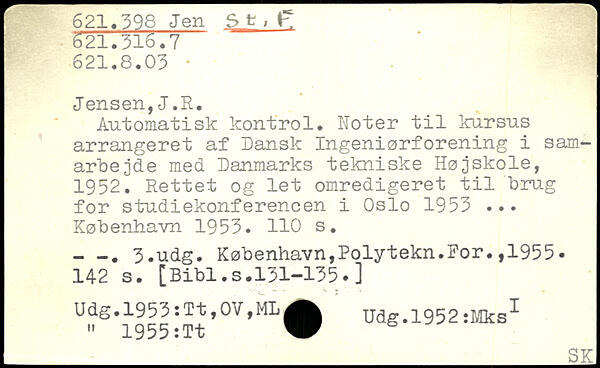 621.398 Jen St, F
621.316.7
621.8.03
Jensen,J.R.
Automatisk kontrol. Noter til kursus
arrangeret af Dansk Ingeniørforening i sam-
arbejde med Danmarks tekniske Højskole,
1952. Rettet og let omredigeret til brug
for studiekonferencen i Oslo 1953 ...
København 1953. 110 s.
- -. 3.udg. København,Polytekn.For.,1955.
142 s. [Bibl.s.131-135.]
Udg.1953:Tt,OV,ML Udg.1952:Mks I
" 1955:Tt
SK